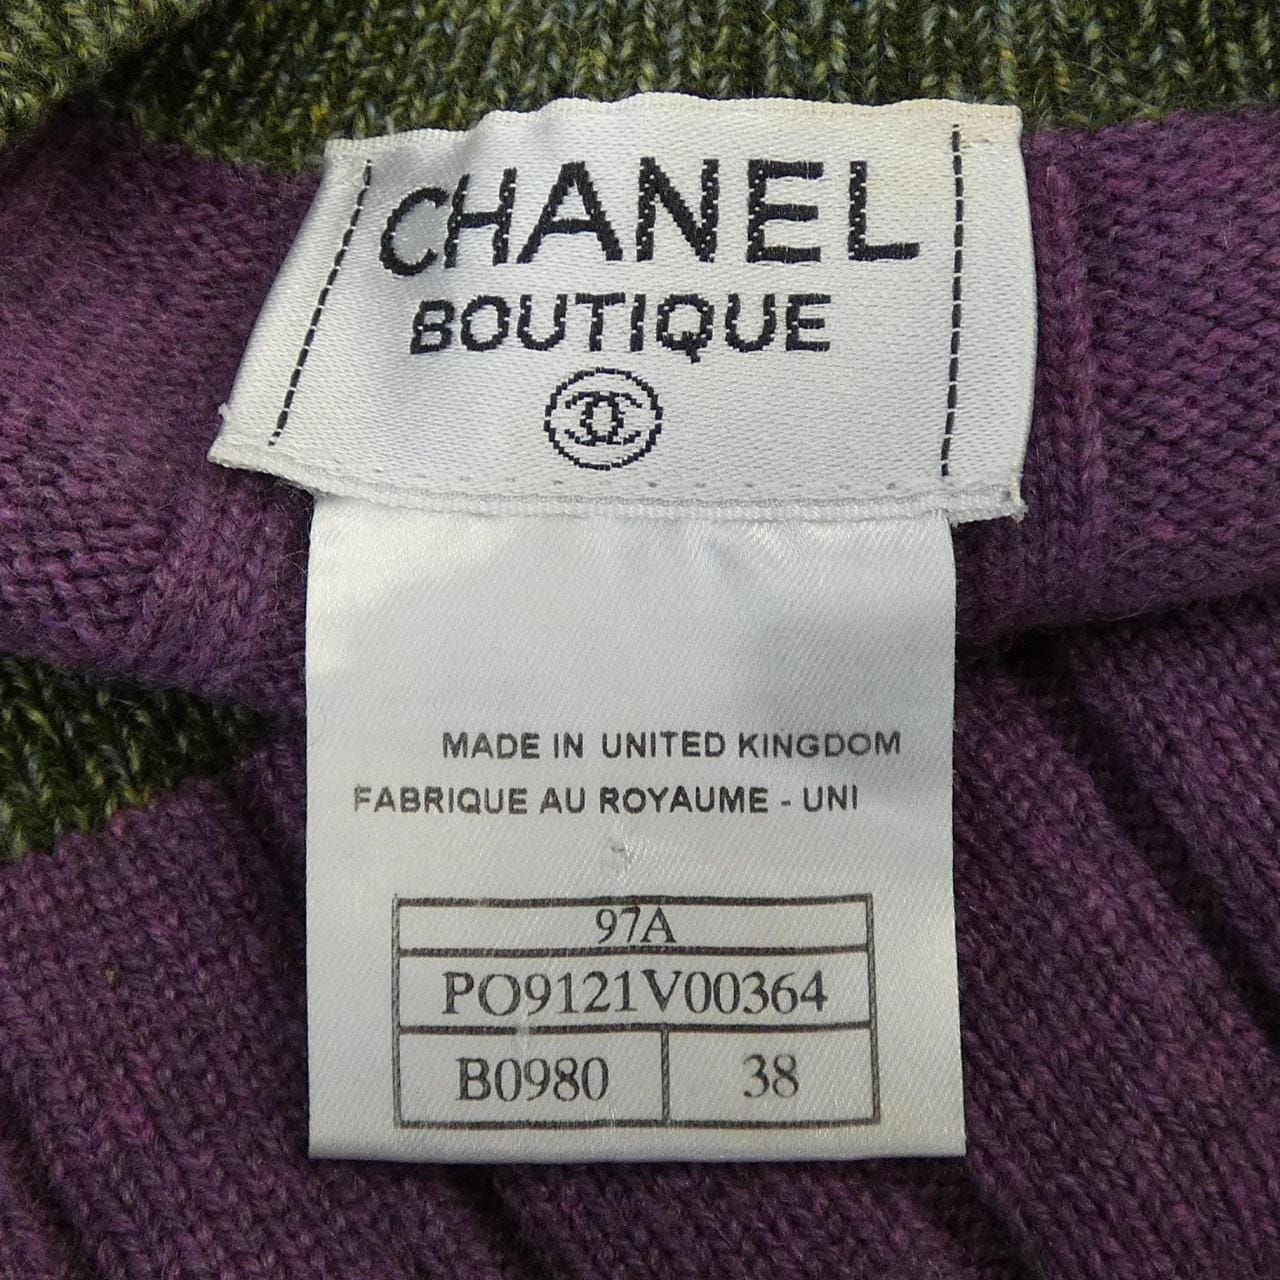 CHANEL
BOUTIQUE
MADE IN UNITED KINGDOM
FABRIQUE AU ROYAUME - UNI
97A
PO9121V00364
B0980 38